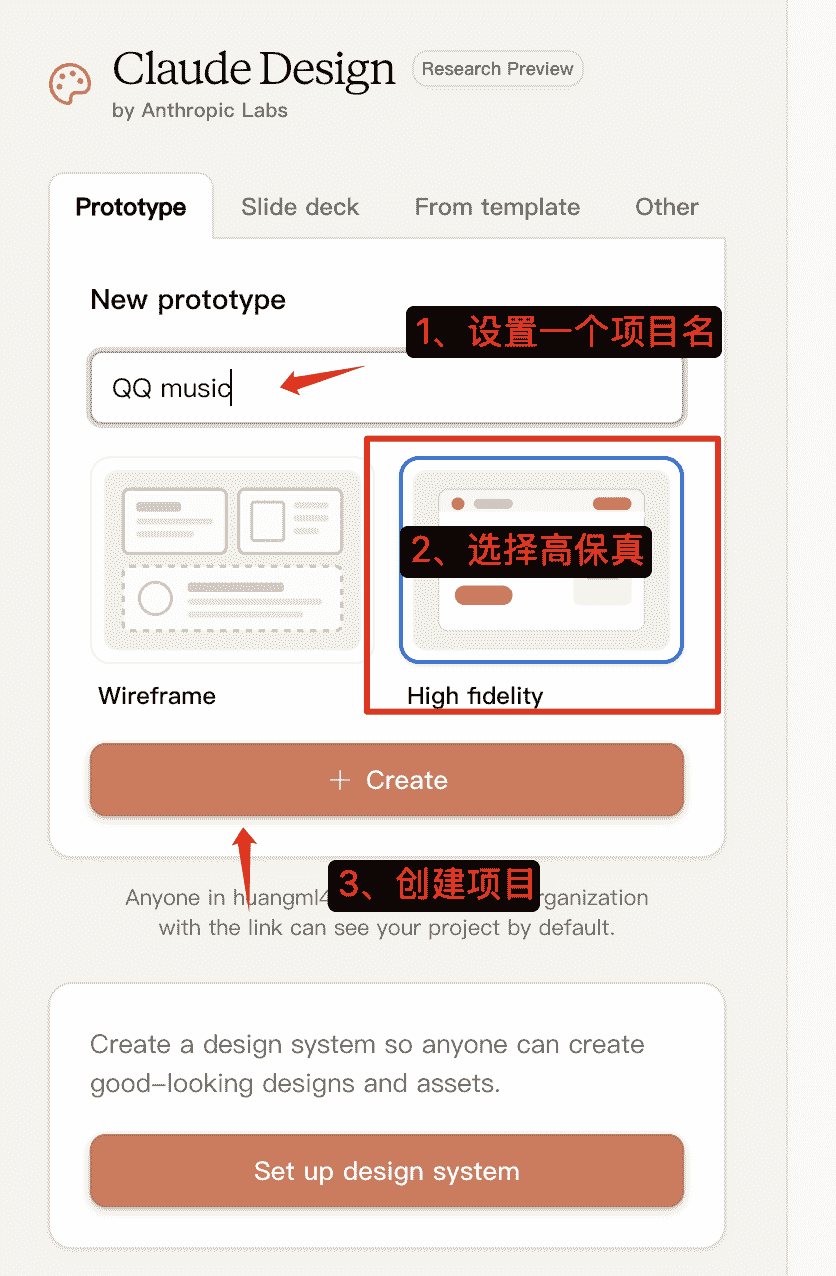 Claude Design
Research Preview
by Anthropic Labs
Prototype
Slide deck
From template
Other
New prototype
1、设置一个项目名
QQ music
2、选择高保真
Wireframe
High fidelity
+ Create
3、创建项目
Anyone in huangml4 rganization
with the link can see your project by default.
Create a design system so anyone can create
good-looking designs and assets.
Set up design system